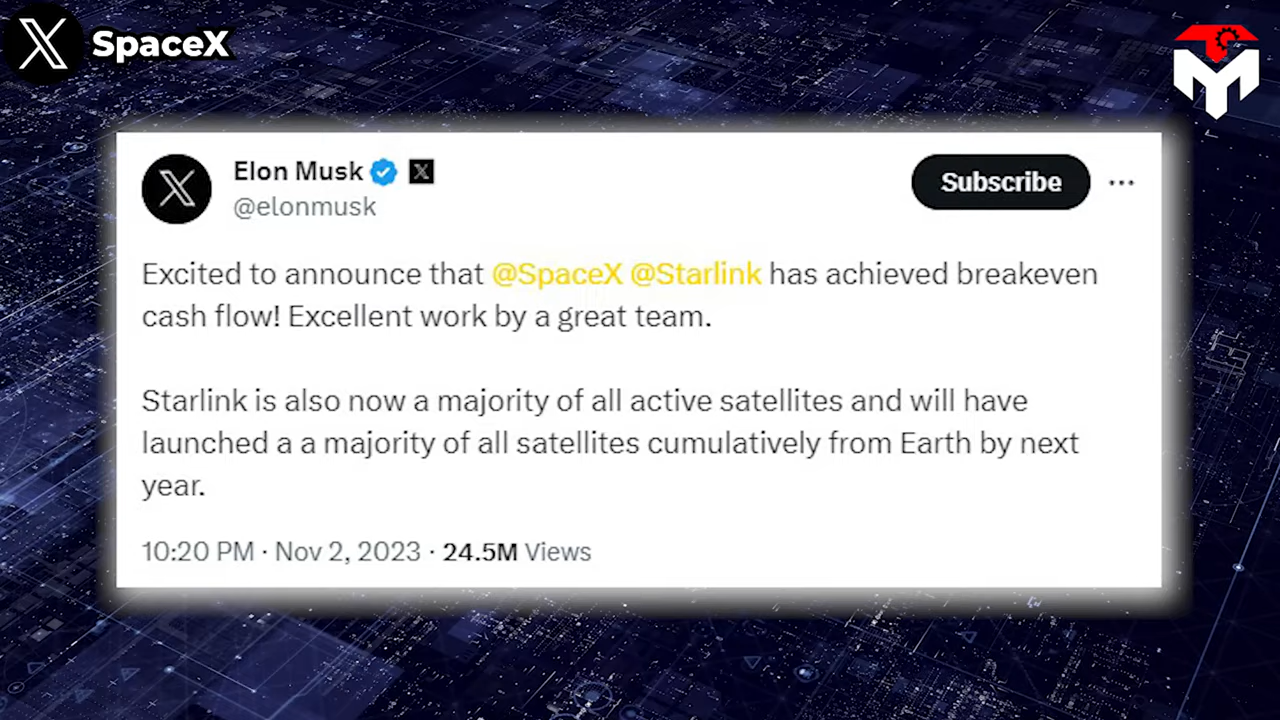 SpaceX
Elon Musk
@elonmusk
Subscribe
Excited to announce that @SpaceX @Starlink has achieved breakeven
cash flow! Excellent work by a great team.
Starlink is also now a majority of all active satellites and will have
launched a a majority of all satellites cumulatively from Earth by next
year.
10:20 PM · Nov 2, 2023 · 24.5M Views